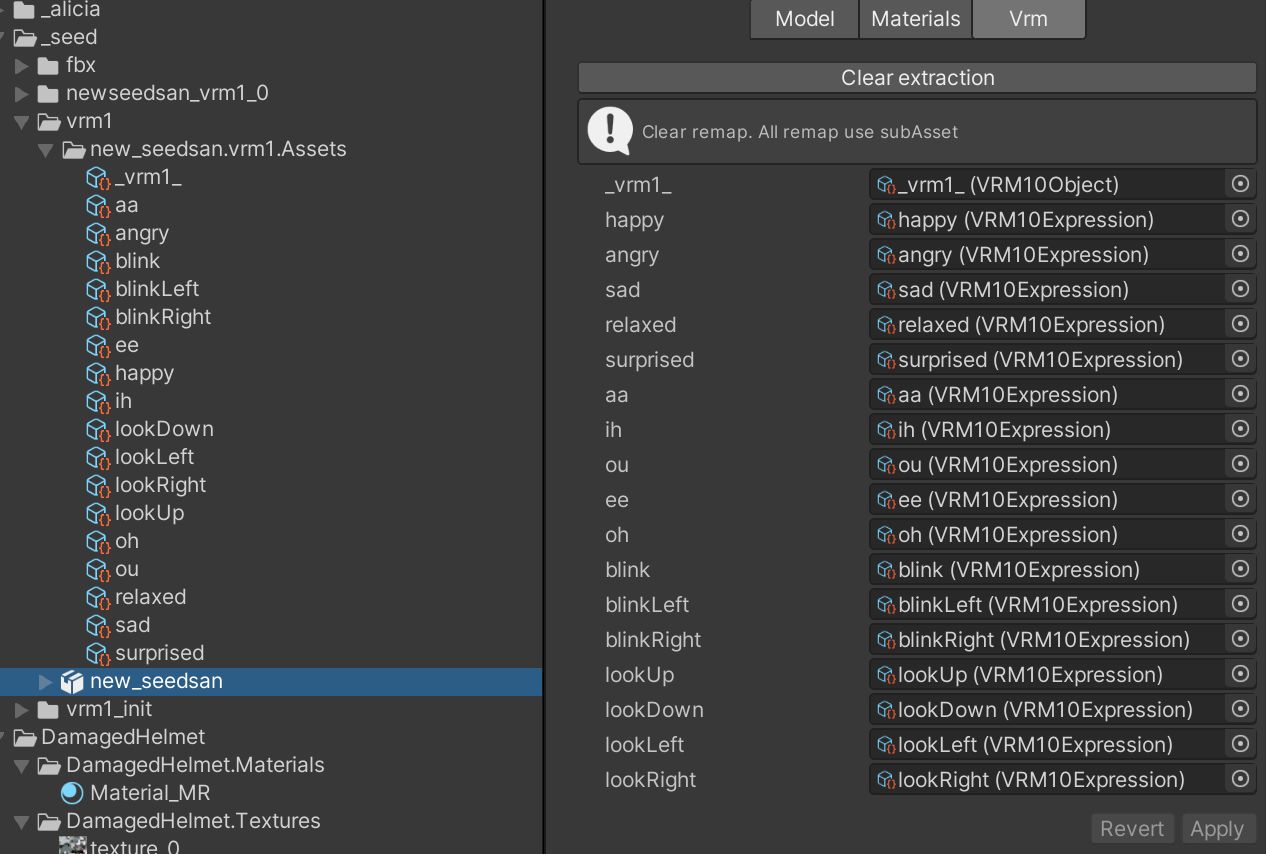 _alicia
_seed
fbx
newseedsan_vrm1_0
vrm1
new_seedsan.vrm1.Assets
_vrm1_
aa
angry
blink
blinkLeft
blinkRight
ee
happy
ih
lookDown
lookLeft
lookRight
lookUp
oh
ou
relaxed
sad
surprised
new_seedsan
vrm1_init
DamagedHelmet
DamagedHelmet.Materials
Material_MR
DamagedHelmet.Textures
texture_0
Model Materials Vrm
Clear extraction
Clear remap. All remap use subAsset
_vrm1_ _vrm1_ (VRM10Object)
happy happy (VRM10Expression)
angry angry (VRM10Expression)
sad sad (VRM10Expression)
relaxed relaxed (VRM10Expression)
surprised surprised (VRM10Expression)
aa aa (VRM10Expression)
ih ih (VRM10Expression)
ou ou (VRM10Expression)
ee ee (VRM10Expression)
oh oh (VRM10Expression)
blink blink (VRM10Expression)
blinkLeft blinkLeft (VRM10Expression)
blinkRight blinkRight (VRM10Expression)
lookUp lookUp (VRM10Expression)
lookDown lookDown (VRM10Expression)
lookLeft lookLeft (VRM10Expression)
lookRight lookRight (VRM10Expression)
Revert Apply